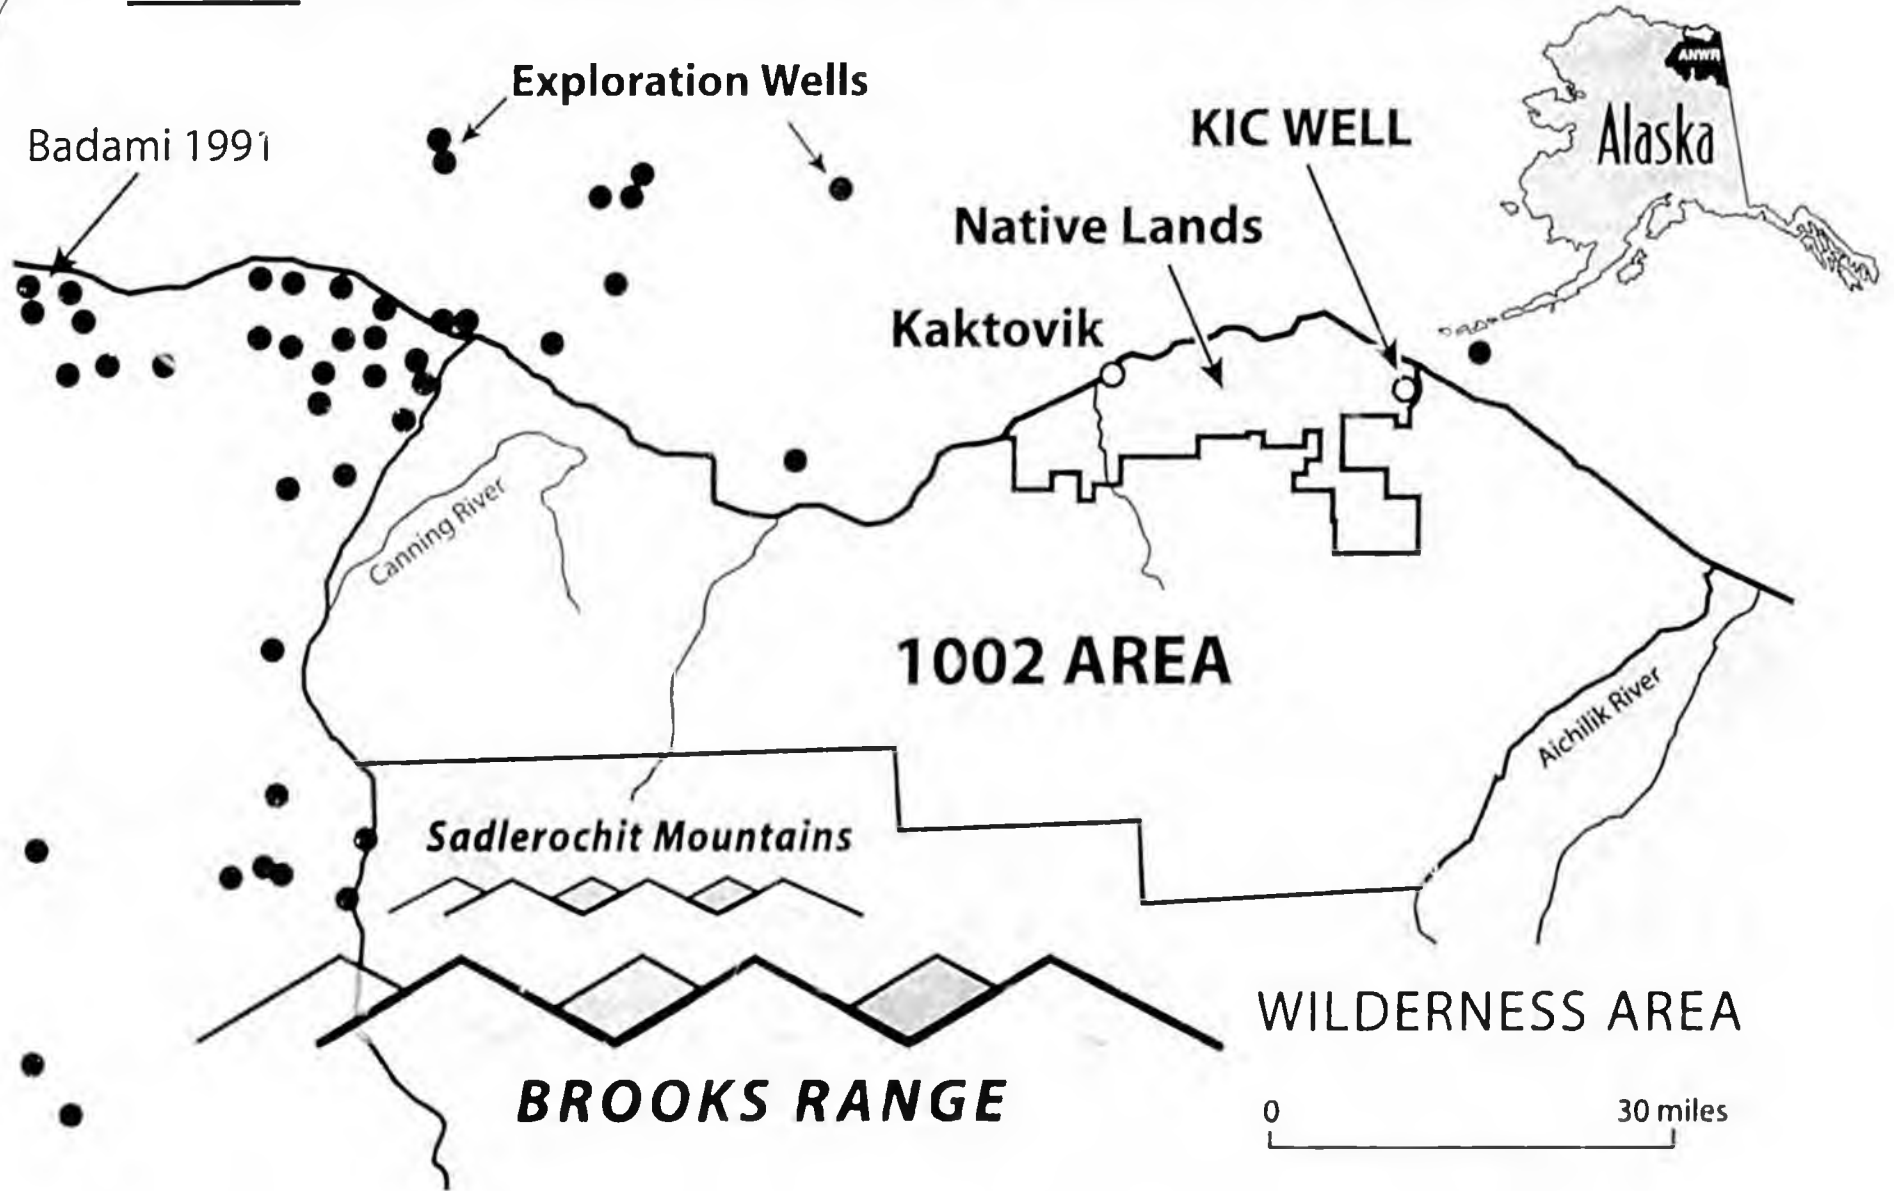 Exploration Wells
Badami 1991
KIC WELL
ANWR
Alaska
Native Lands
Kaktovik
Canning River
1002 AREA
Aichilik River
Sadlerochit Mountains
WILDERNESS AREA
BROOKS RANGE
0 30 miles